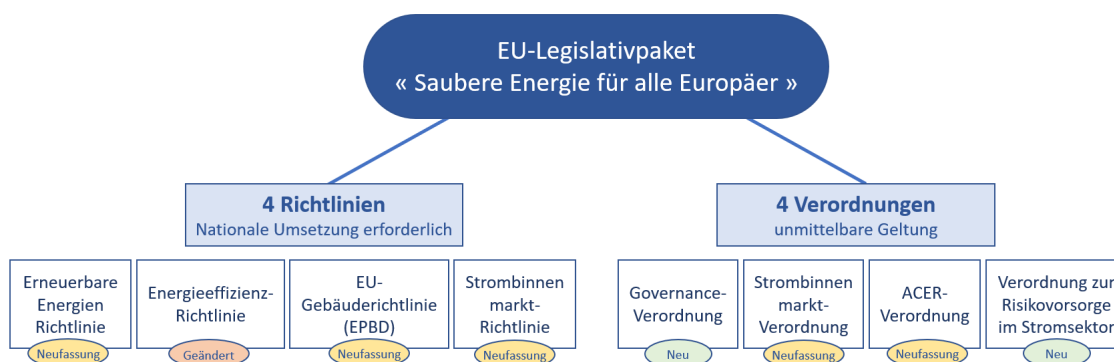 EU-Legislativpaket
« Saubere Energie für alle Europäer »
4 Richtlinien
Nationale Umsetzung erforderlich
4 Verordnungen
unmittelbare Geltung
Erneuerbare
Energien
Richtlinie
Neufassung
Energieeffizienz-
Richtlinie
Geändert
EU-
Gebäuderichtlinie
(EPBD)
Neufassung
Strombinnen
markt-
Richtlinie
Neufassung
Governance-
Verordnung
Neu
Strombinnen
markt-
Verordnung
Neufassung
ACER-
Verordnung
Neufassung
Verordnung zur
Risikovorsorge
im Stromsektor
Neu